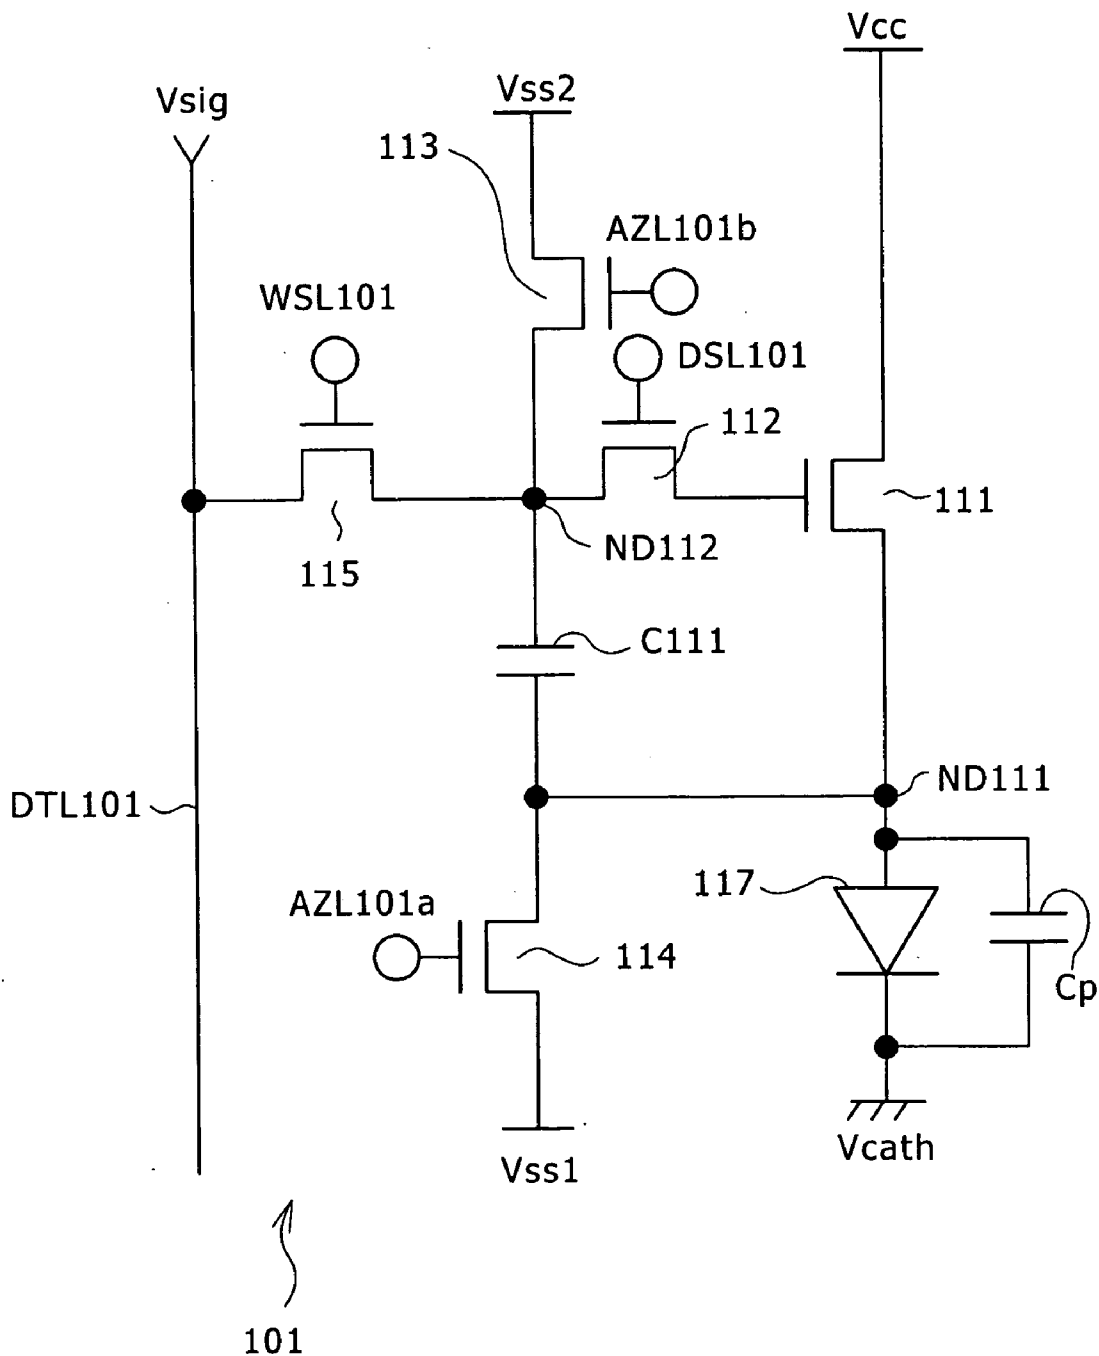 Vcc
Vss2
Vsig
113
AZL101b
WSL101
DSL101
112
111
ND112
115
C111
ND111
DTL101
117
AZL101a
114
Cp
Vcath
Vss1
101